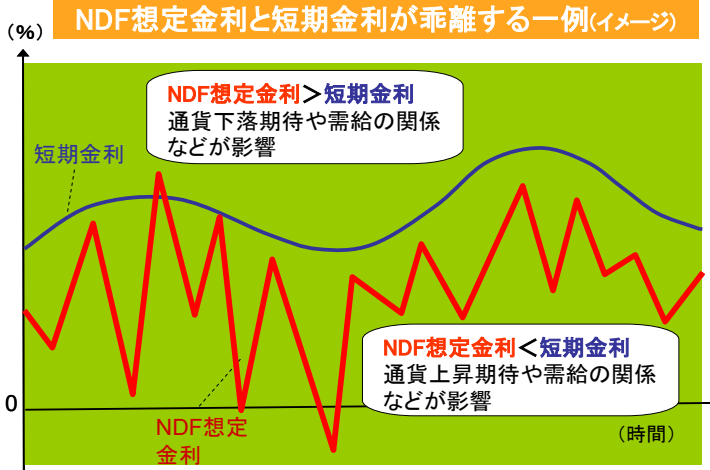 NDF想定金利と短期金利が乖離する一例(イメージ)
(%)
NDF想定金利＞短期金利
通貨下落期待や需給の関係
などが影響
短期金利
NDF想定金利＜短期金利
通貨上昇期待や需給の関係
などが影響
0
NDF想定
金利
(時間)